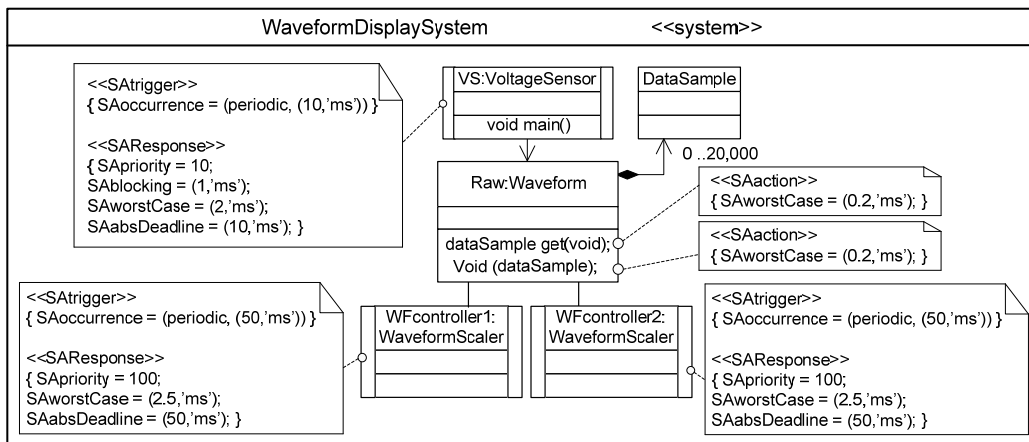 WaveformDisplaySystem <<system>>
<<SAtrigger>>
{ SAoccurrence = (periodic, (10,'ms')) }
<<SAResponse>>
{ SApriority = 10;
SAblocking = (1,'ms');
SAworstCase = (2,'ms');
SAabsDeadline = (10,'ms'); }
VS:VoltageSensor
void main()
DataSample
0 ..20,000
Raw:Waveform
dataSample get(void);
Void (dataSample);
<<SAaction>>
{ SAworstCase = (0.2,'ms'); }
<<SAaction>>
{ SAworstCase = (0.2,'ms'); }
<<SAtrigger>>
{ SAoccurrence = (periodic, (50,'ms')) }
<<SAResponse>>
{ SApriority = 100;
SAworstCase = (2.5,'ms');
SAabsDeadline = (50,'ms'); }
WFcontroller1:
WaveformScaler
WFcontroller2:
WaveformScaler
<<SAtrigger>>
{ SAoccurrence = (periodic, (50,'ms')) }
<<SAResponse>>
{ SApriority = 100;
SAworstCase = (2.5,'ms');
SAabsDeadline = (50,'ms'); }